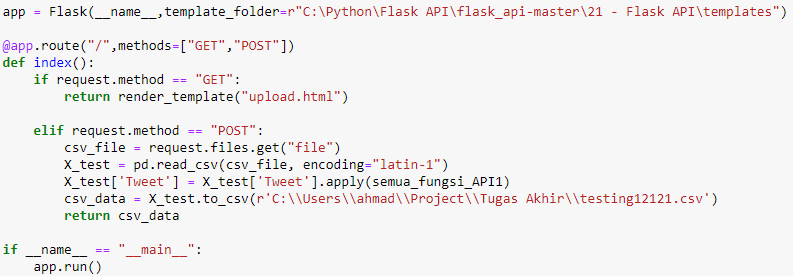 app = Flask(__name__,template_folder=r"C:\Python\Flask API\flask_api-master\21 - Flask API\templates")
@app.route("/",methods=["GET","POST"])
def index():
    if request.method == "GET":
        return render_template("upload.html")
    elif request.method == "POST":
        csv_file = request.files.get("file")
        X_test = pd.read_csv(csv_file, encoding="latin-1")
        X_test['Tweet'] = X_test['Tweet'].apply(semua_fungsi_API1)
        csv_data = X_test.to_csv(r'C:\\Users\\ahmad\\Project\\Tugas Akhir\\testing12121.csv')
        return csv_data
if __name__ == "__main__":
    app.run()